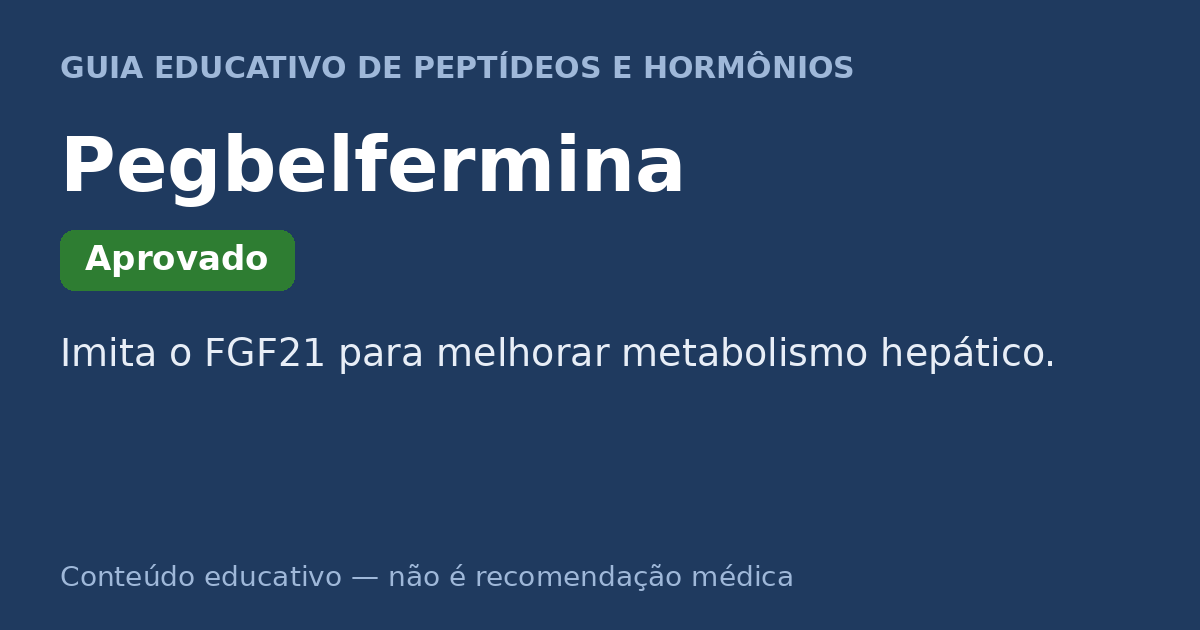 GUIA EDUCATIVO DE PEPTÍDEOS E HORMÔNIOS
Pegbelfermina
Aprovado
Imita o FGF21 para melhorar metabolismo hepático.
Conteúdo educativo — não é recomendação médica